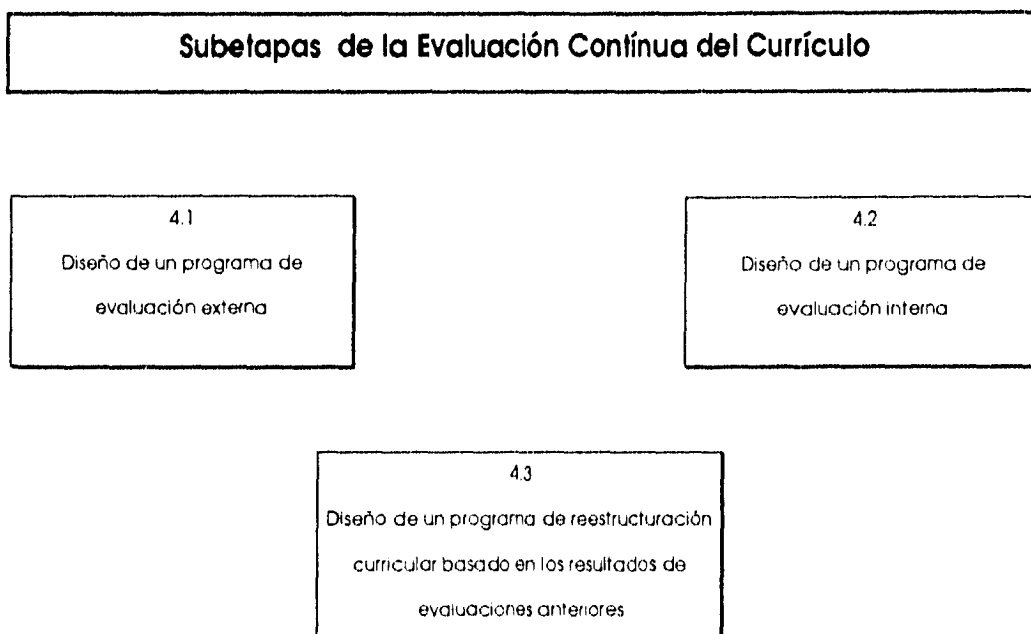 Subetapas de la Evaluación Contínua del Currículo
4.1
Diseño de un programa de
evaluación externa
4.2
Diseño de un programa de
evaluación interna
4.3
Diseño de un programa de reestructuración
curricular basado en los resultados de
evaluaciones anteriores